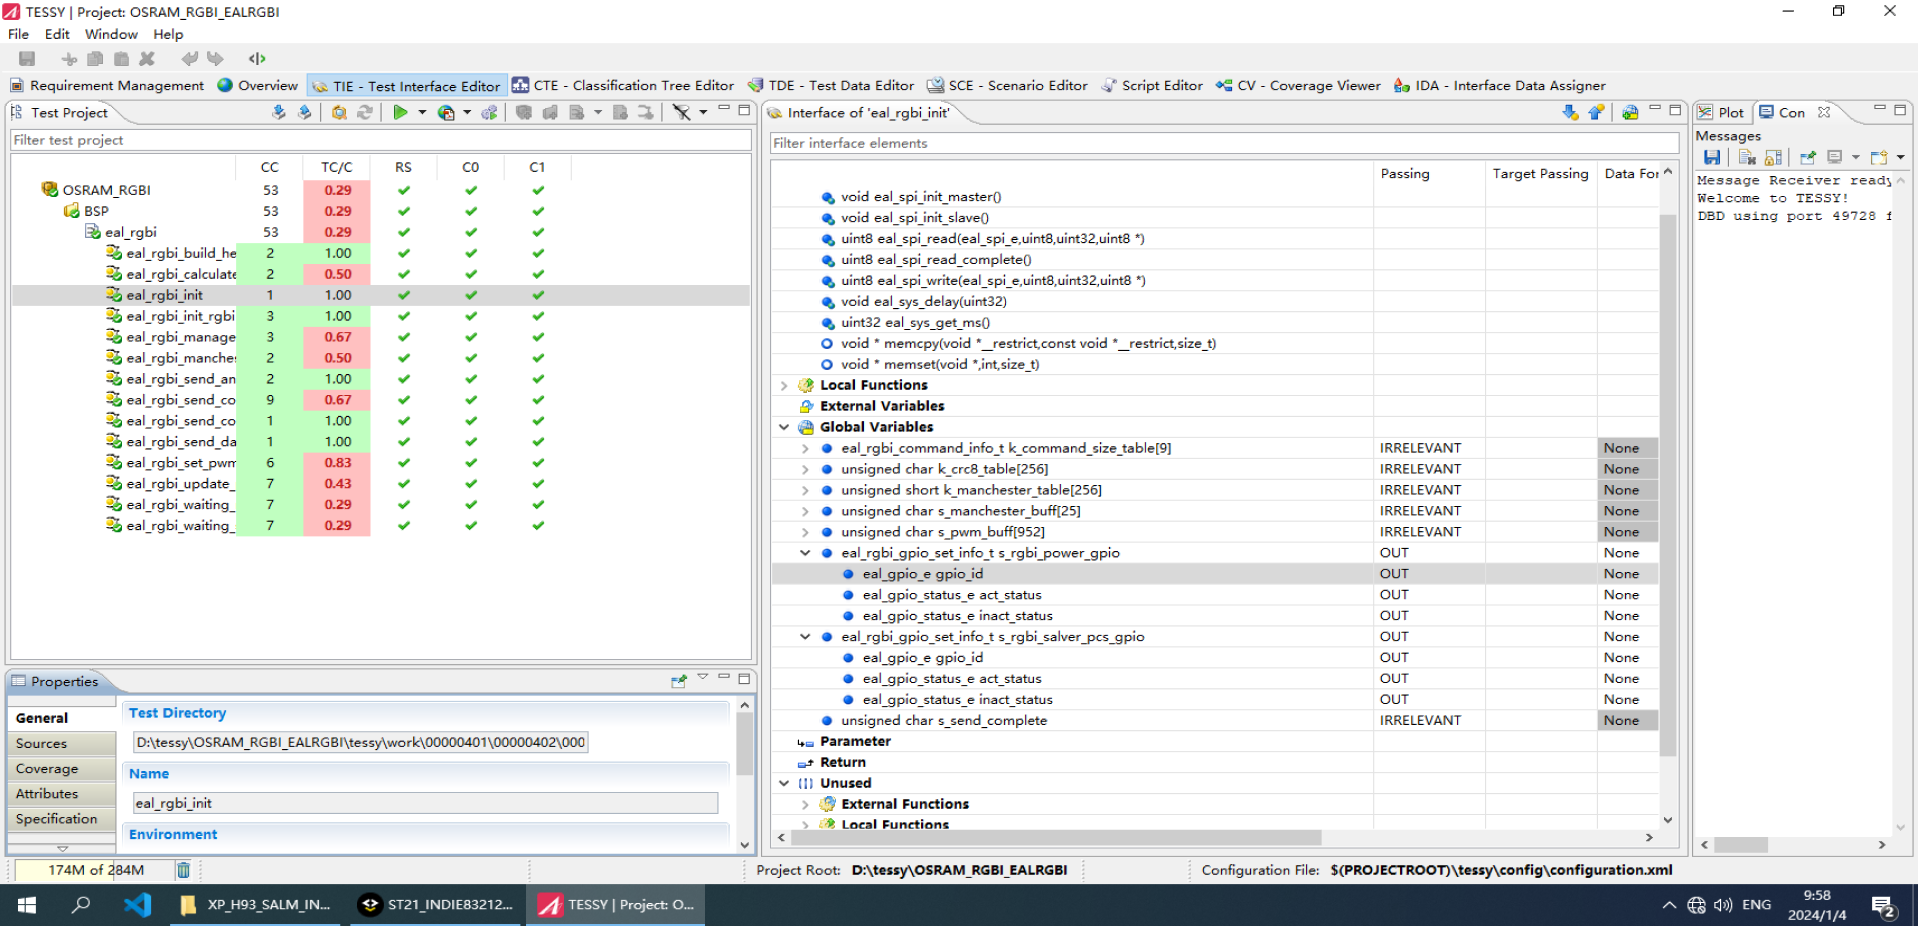 TESSY | Project: OSRAM_RGBI_EALRGBI
File Edit Window Help
Requirement Management Overview TIE - Test Interface Editor CTE - Classification Tree Editor TDE - Test Data Editor SCE - Scenario Editor Script Editor CV - Coverage Viewer IDA - Interface Data Assigner
Test Project
Filter test project
CC TC/C RS C0 C1
OSRAM_RGBI 53 0.29
BSP 53 0.29
eal_rgbi 53 0.29
eal_rgbi_build_he 2 1.00
eal_rgbi_calculate 2 0.50
eal_rgbi_init 1 1.00
eal_rgbi_init_rgbi 3 1.00
eal_rgbi_manage 3 0.67
eal_rgbi_manches 2 0.50
eal_rgbi_send_an 2 1.00
eal_rgbi_send_co 9 0.67
eal_rgbi_send_co 1 1.00
eal_rgbi_send_da 1 1.00
eal_rgbi_set_pwm 6 0.83
eal_rgbi_update_ 7 0.43
eal_rgbi_waiting_ 7 0.29
eal_rgbi_waiting_ 7 0.29
Properties
General
Sources
Coverage
Attributes
Specification
Test Directory
D:\tessy\OSRAM_RGBI_EALRGBI\tessy\work\00000401\00000402\000
Name
eal_rgbi_init
Environment
Interface of 'eal_rgbi_init'
Filter interface elements
Passing Target Passing Data For
void eal_spi_init_master()
void eal_spi_init_slave()
uint8 eal_spi_read(eal_spi_e,uint8,uint32,uint8 *)
uint8 eal_spi_read_complete()
uint8 eal_spi_write(eal_spi_e,uint8,uint32,uint8 *)
void eal_sys_delay(uint32)
uint32 eal_sys_get_ms()
void * memcpy(void *__restrict,const void *__restrict,size_t)
void * memset(void *,int,size_t)
Local Functions
External Variables
Global Variables
eal_rgbi_command_info_t k_command_size_table[9] IRRELEVANT None
unsigned char k_crc8_table[256] IRRELEVANT None
unsigned short k_manchester_table[256] IRRELEVANT None
unsigned char s_manchester_buff[25] IRRELEVANT None
unsigned char s_pwm_buff[952] IRRELEVANT None
eal_rgbi_gpio_set_info_t s_rgbi_power_gpio OUT None
eal_gpio_e gpio_id OUT None
eal_gpio_status_e act_status OUT None
eal_gpio_status_e inact_status OUT None
eal_rgbi_gpio_set_info_t s_rgbi_salver_pcs_gpio OUT None
eal_gpio_e gpio_id OUT None
eal_gpio_status_e act_status OUT None
eal_gpio_status_e inact_status OUT None
unsigned char s_send_complete IRRELEVANT None
Parameter
Return
Unused
External Functions
Local Functions
Plot Con
Messages
Message Receiver ready
Welcome to TESSY!
DBD using port 49728 f
174M of 284M Project Root: D:\tessy\OSRAM_RGBI_EALRGBI Configuration File: $(PROJECTROOT)\tessy\config\configuration.xml
XP_H93_SALM_IN... ST21_INDIE83212... TESSY | Project: O... ENG 9:58
2024/1/4 2